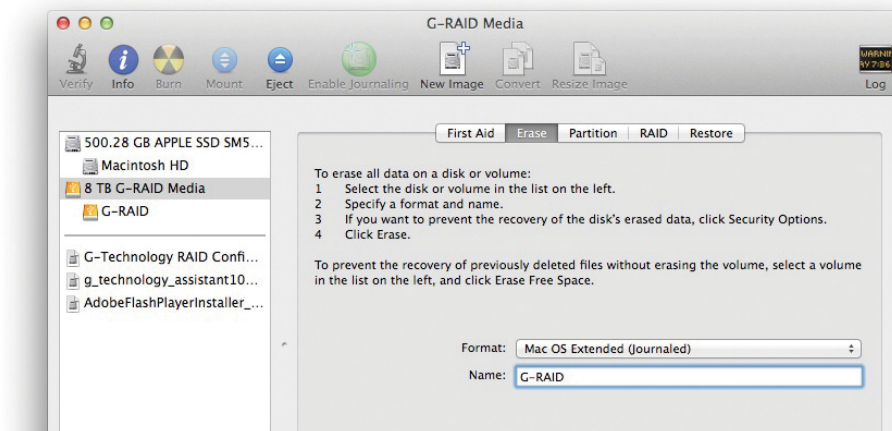 G-RAID Media
Verify Info Burn Mount Eject Enable Journaling New Image Convert Resize Image Log
WARNIN
AY 7:36
First Aid Erase Partition RAID Restore
500.28 GB APPLE SSD SM5...
Macintosh HD
8 TB G-RAID Media
G-RAID
G-Technology RAID Confi...
g_technology_assistant10...
AdobeFlashPlayerInstaller_...
To erase all data on a disk or volume:
1 Select the disk or volume in the list on the left.
2 Specify a format and name.
3 If you want to prevent the recovery of the disk's erased data, click Security Options.
4 Click Erase.
To prevent the recovery of previously deleted files without erasing the volume, select a volume
in the list on the left, and click Erase Free Space.
Format: Mac OS Extended (Journaled)
Name: G-RAID